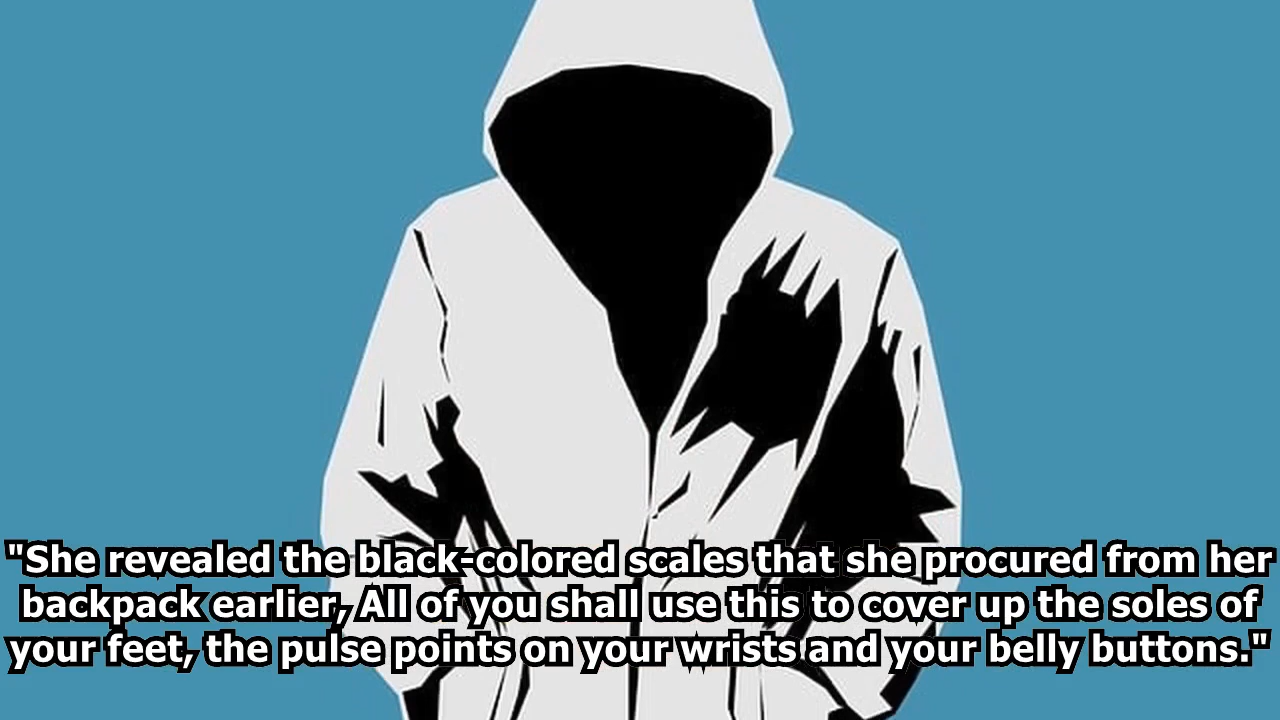 "She revealed the black-colored scales that she procured from her
backpack earlier, All of you shall use this to cover up the soles of
your feet, the pulse points on your wrists and your belly buttons."